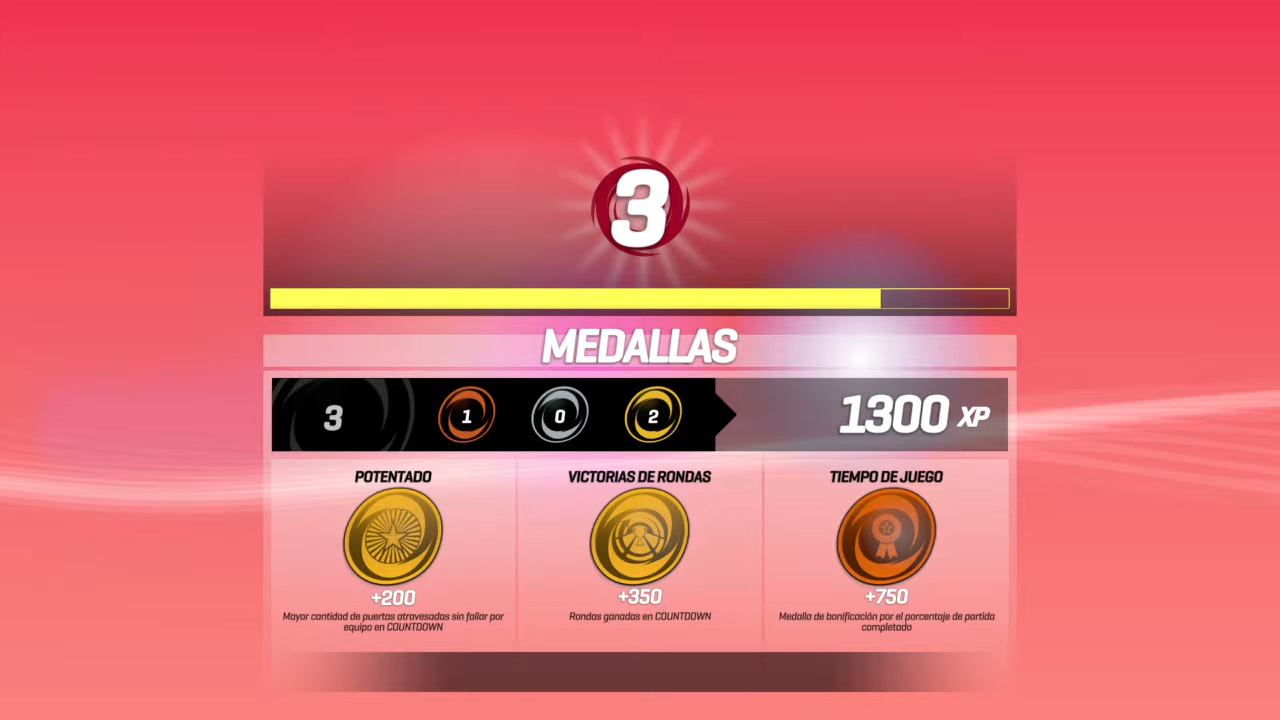 3
MEDALLAS
3 1 0 2 1300 XP
POTENTADO
+200
Mayor cantidad de puertas atravesadas sin fallar por
equipo en COUNTDOWN
VICTORIAS DE RONDAS
+350
Rondas ganadas en COUNTDOWN
TIEMPO DE JUEGO
+750
Medalla de bonificación por el porcentaje de partida
completado